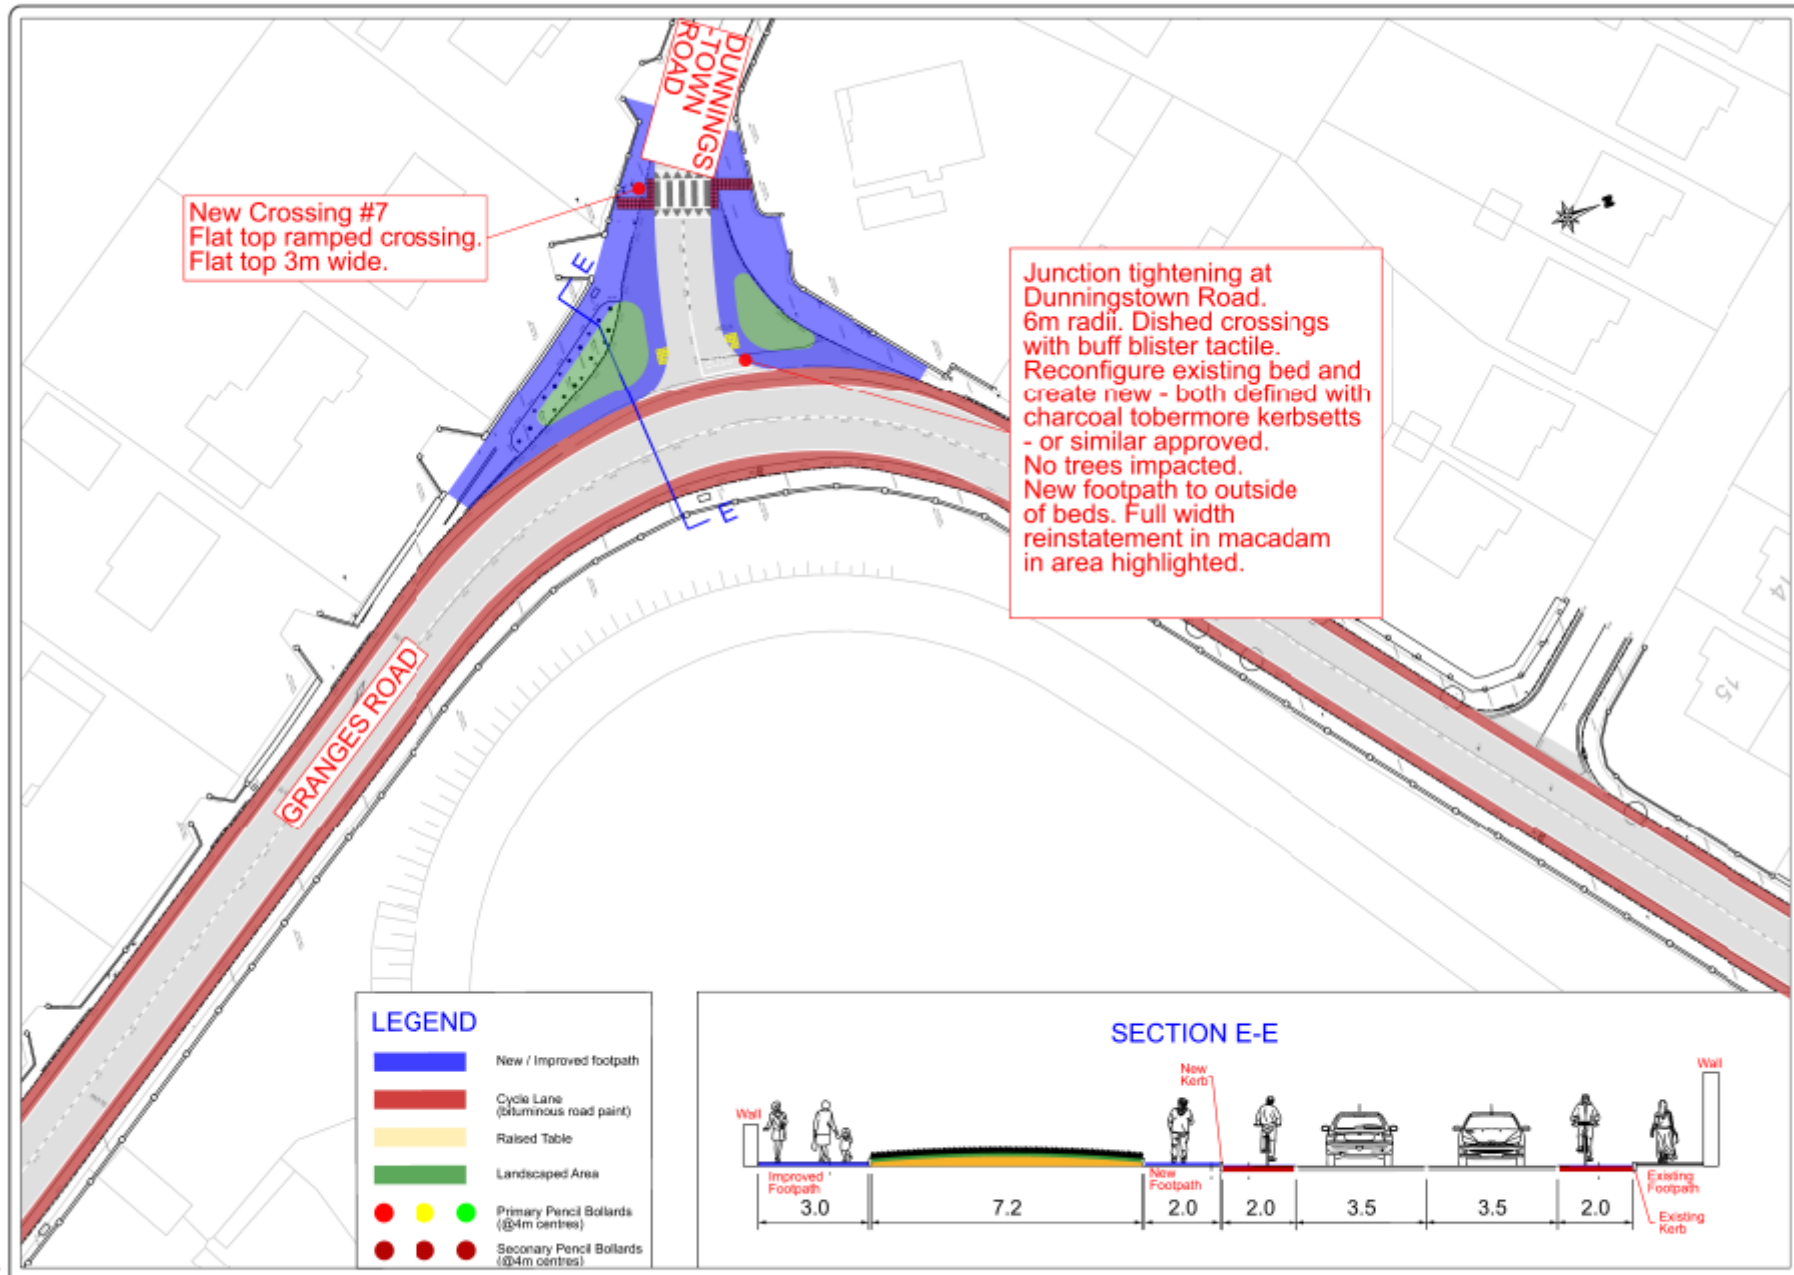 DUNNINGS
-TOWN
ROAD
New Crossing #7
Flat top ramped crossing.
Flat top 3m wide.
E
E
Junction tightening at
Dunningstown Road.
6m radii. Dished crossings
with buff blister tactile.
Reconfigure existing bed and
create new - both defined with
charcoal tobermore kerbsetts
- or similar approved.
No trees impacted.
New footpath to outside
of beds. Full width
reinstatement in macadam
in area highlighted.
14
15
GRANGES ROAD
LEGEND
New / Improved footpath
Cycle Lane
(bituminous road paint)
Raised Table
Landscaped Area
Primary Pencil Bollards
(@4m centres)
Seconary Pencil Bollards
(@4m centres)
SECTION E-E
Wall
New
Kerb
Wall
Improved
Footpath
New
Footpath
Existing
Footpath
Existing
Kerb
3.0
7.2
2.0
2.0
3.5
3.5
2.0